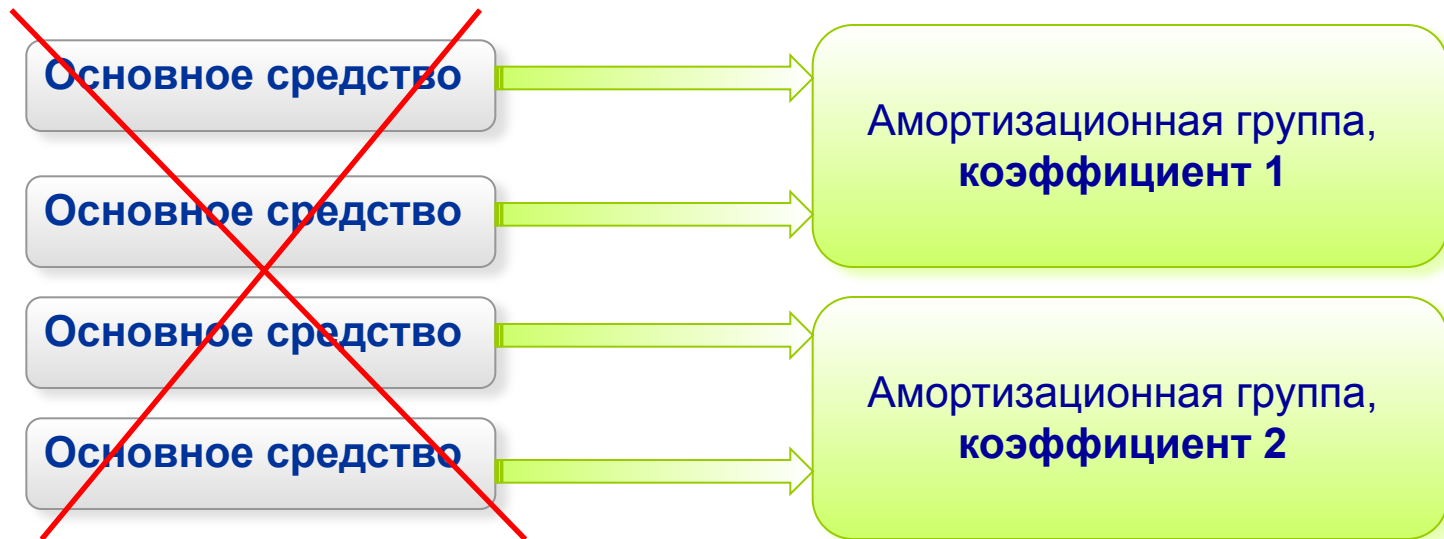 Основное средство
Основное средство
Основное средство
Основное средство
Амортизационная группа,
коэффициент 1
Амортизационная группа,
коэффициент 2